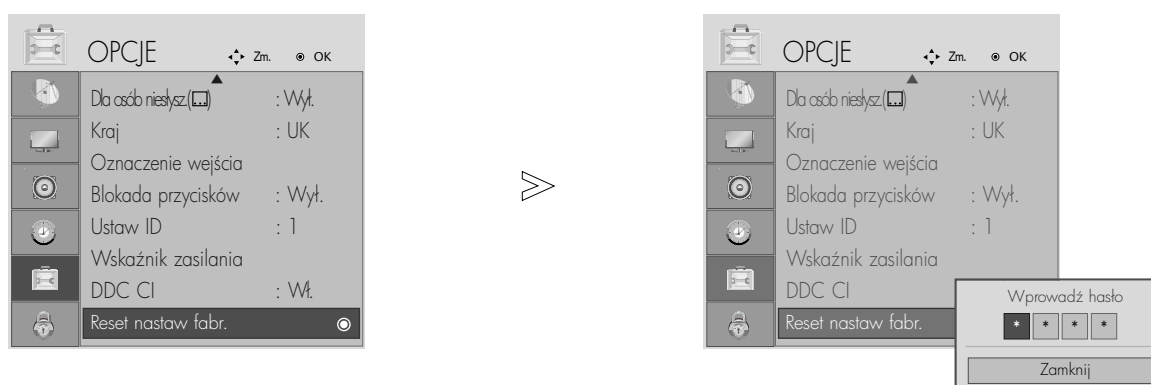 OPCJE Zm. OK
Dla osób niesłysz.( ) : Wył.
Kraj : UK
Oznaczenie wejścia
Blokada przycisków : Wył.
Ustaw ID : 1
Wskaźnik zasilania
DDC CI : Wł.
Reset nastaw fabr.
OPCJE Zm. OK
Dla osób niesłysz.( ) : Wył.
Kraj : UK
Oznaczenie wejścia
Blokada przycisków : Wył.
Ustaw ID : 1
Wskaźnik zasilania
DDC CI
Reset nastaw fabr.
Wprowadź hasło
* * * *
Zamknij